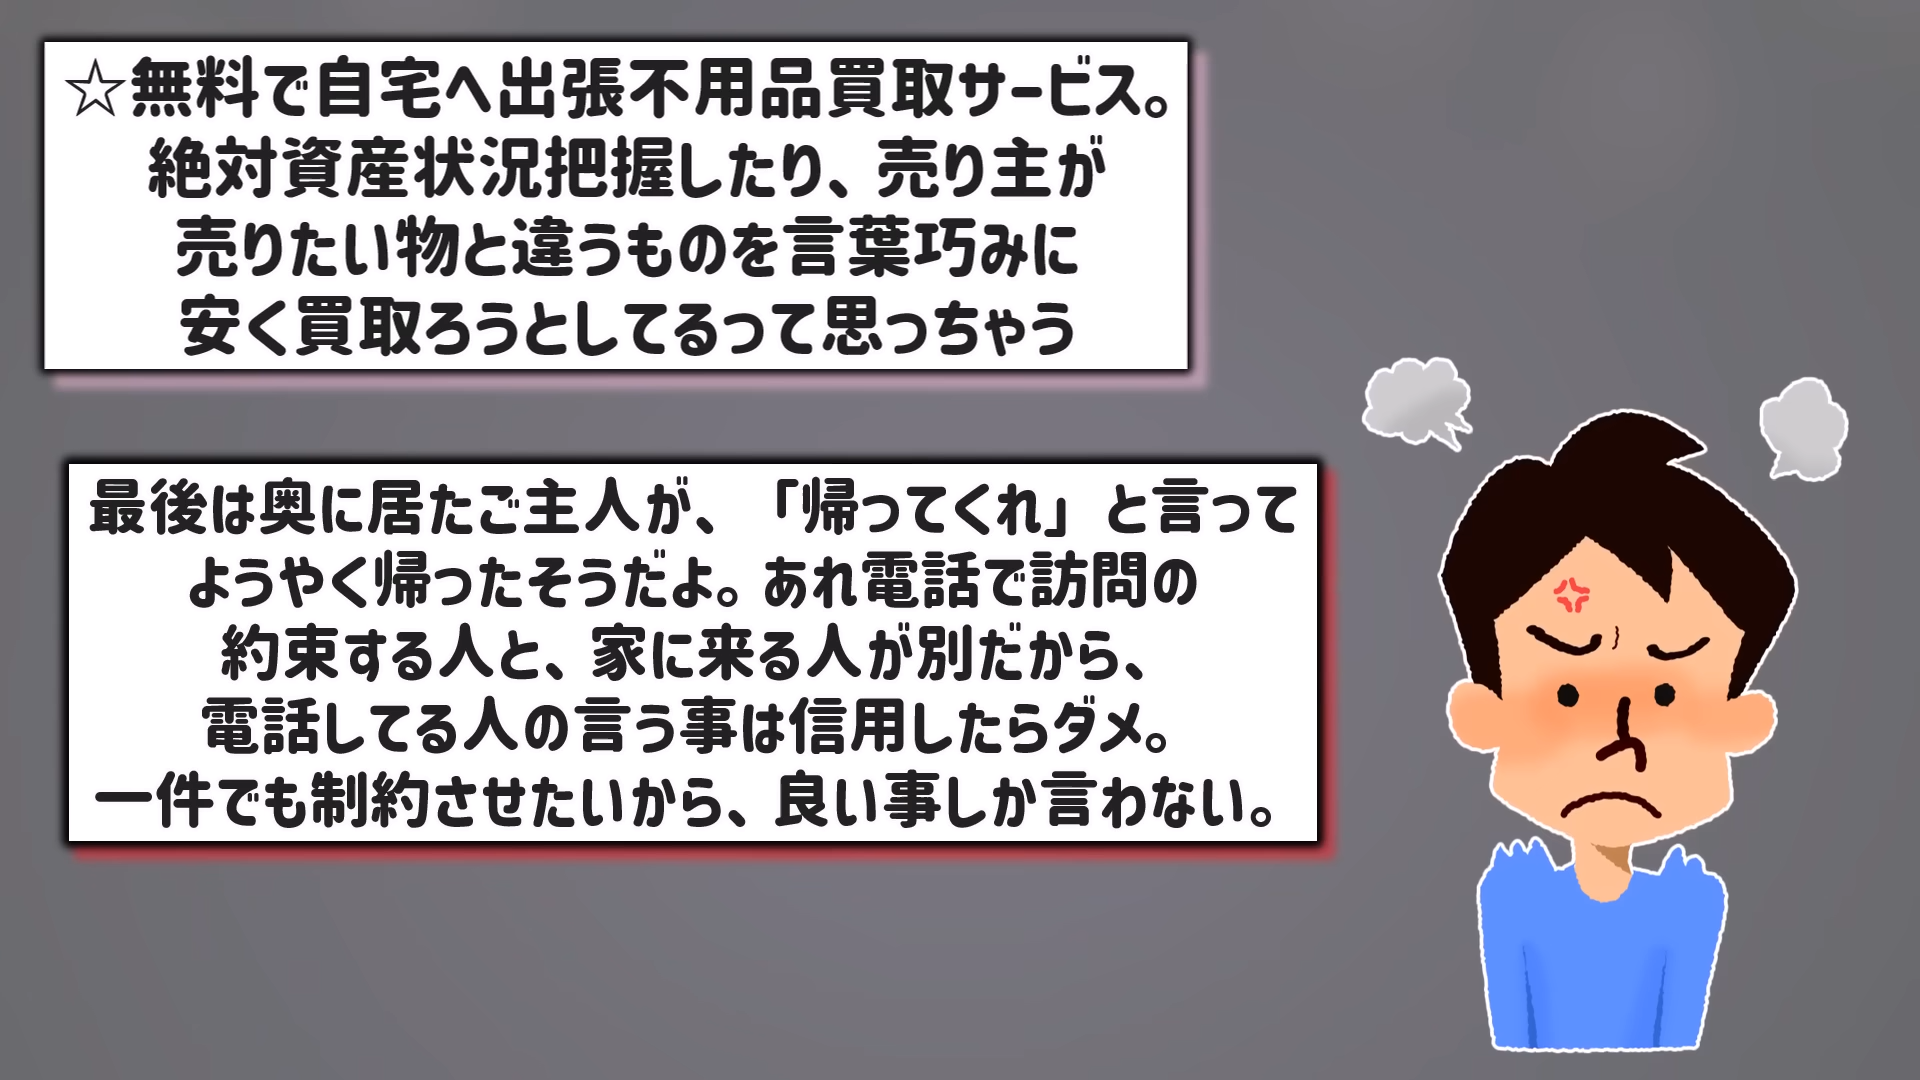 ☆無料で自宅へ出張不用品買取サービス。
絶対資産状況把握したり、売り主が
売りたい物と違うものを言葉巧みに
安く買取ろうとしてるって思っちゃう
最後は奥に居たご主人が、「帰ってくれ」と言って
ようやく帰ったそうだよ。あれ電話で訪問の
約束する人と、家に来る人が別だから、
電話してる人の言う事は信用したらダメ。
一件でも制約させたいから、良い事しか言わない。